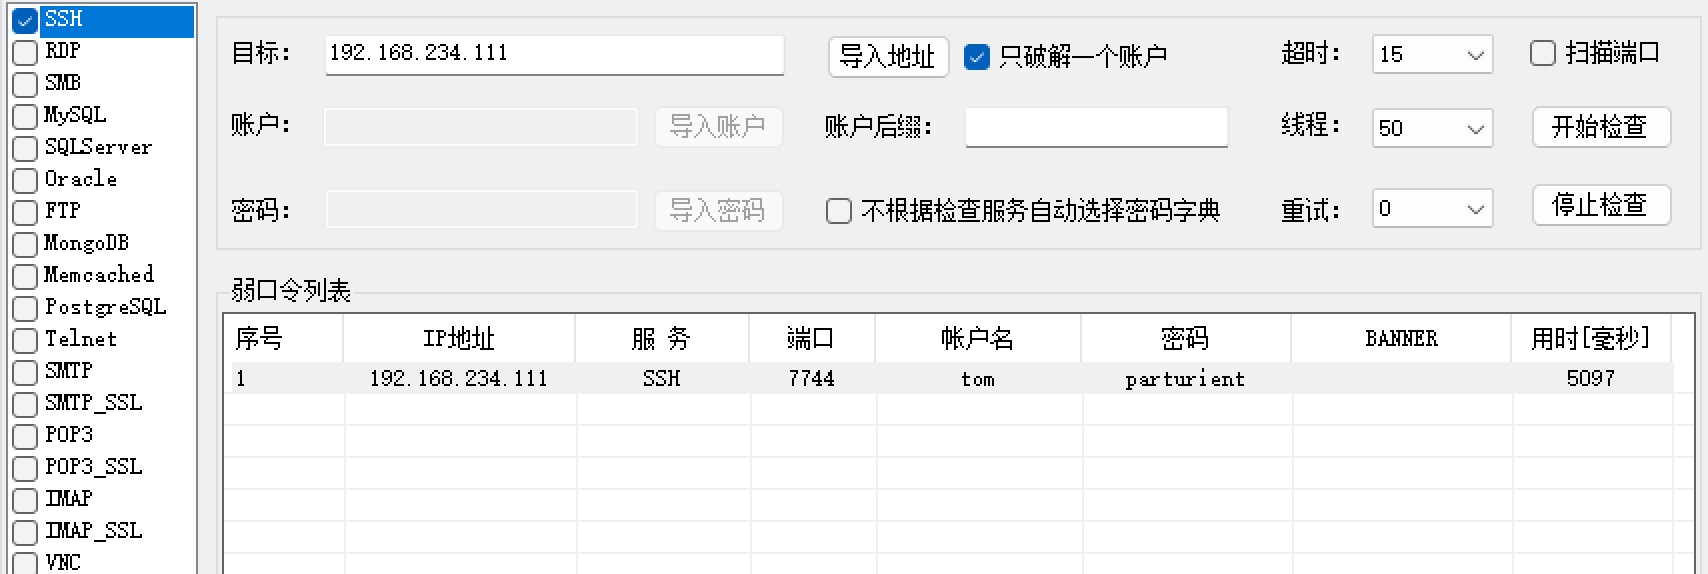 SSH
RDP
SMB
MySQL
SQLServer
Oracle
FTP
MongoDB
Memcached
PostgreSQL
Telnet
SMTP
SMTP_SSL
POP3
POP3_SSL
IMAP
IMAP_SSL
VNC
目标： 192.168.234.111 导入地址 只破解一个账户 超时： 15 扫描端口
账户： 导入账户 账户后缀： 线程： 50 开始检查
密码： 导入密码 不根据检查服务自动选择密码字典 重试： 0 停止检查
弱口令列表
序号 IP地址 服 务 端口 帐户名 密码 BANNER 用时[毫秒]
1 192.168.234.111 SSH 7744 tom parturient 5097